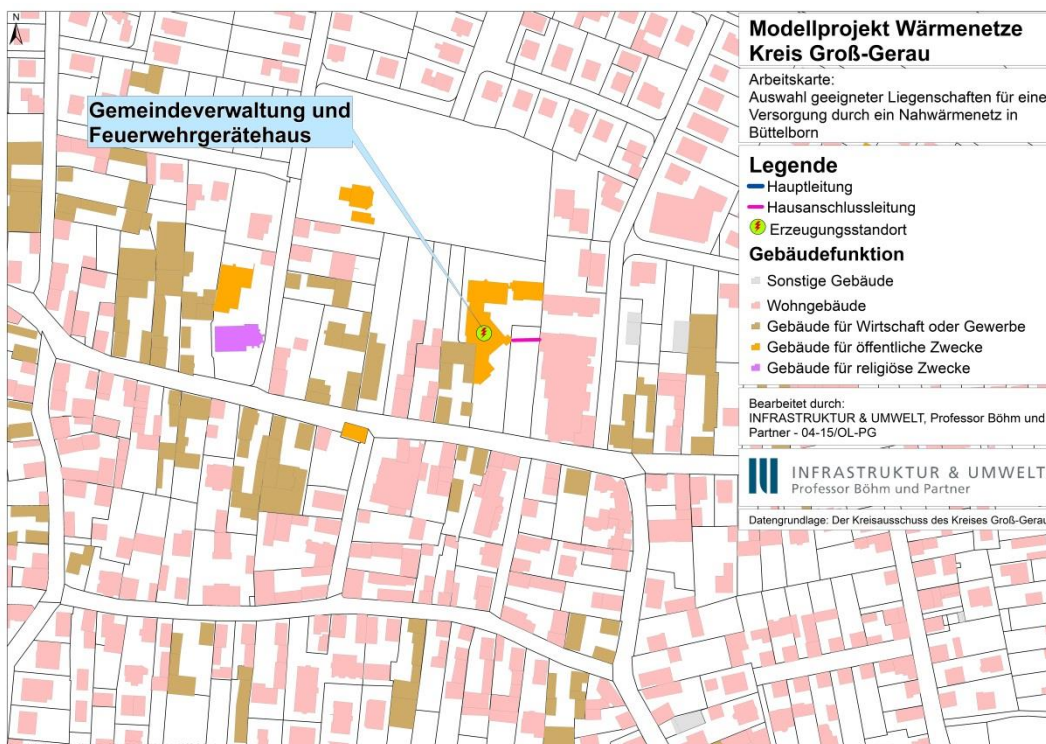 N
Gemeindeverwaltung und
Feuerwehrgerätehaus
Modellprojekt Wärmenetze
Kreis Groß-Gerau
Arbeitskarte:
Auswahl geeigneter Liegenschaften für eine
Versorgung durch ein Nahwärmenetz in
Büttelborn
Legende
Hauptleitung
Hausanschlussleitung
Erzeugungsstandort
Gebäudefunktion
Sonstige Gebäude
Wohngebäude
Gebäude für Wirtschaft oder Gewerbe
Gebäude für öffentliche Zwecke
Gebäude für religiöse Zwecke
Bearbeitet durch:
INFRASTRUKTUR & UMWELT, Professor Böhm und
Partner - 04-15/OL-PG
INFRASTRUKTUR & UMWELT
Professor Böhm und Partner
Datengrundlage: Der Kreisausschuss des Kreises Groß-Gerau